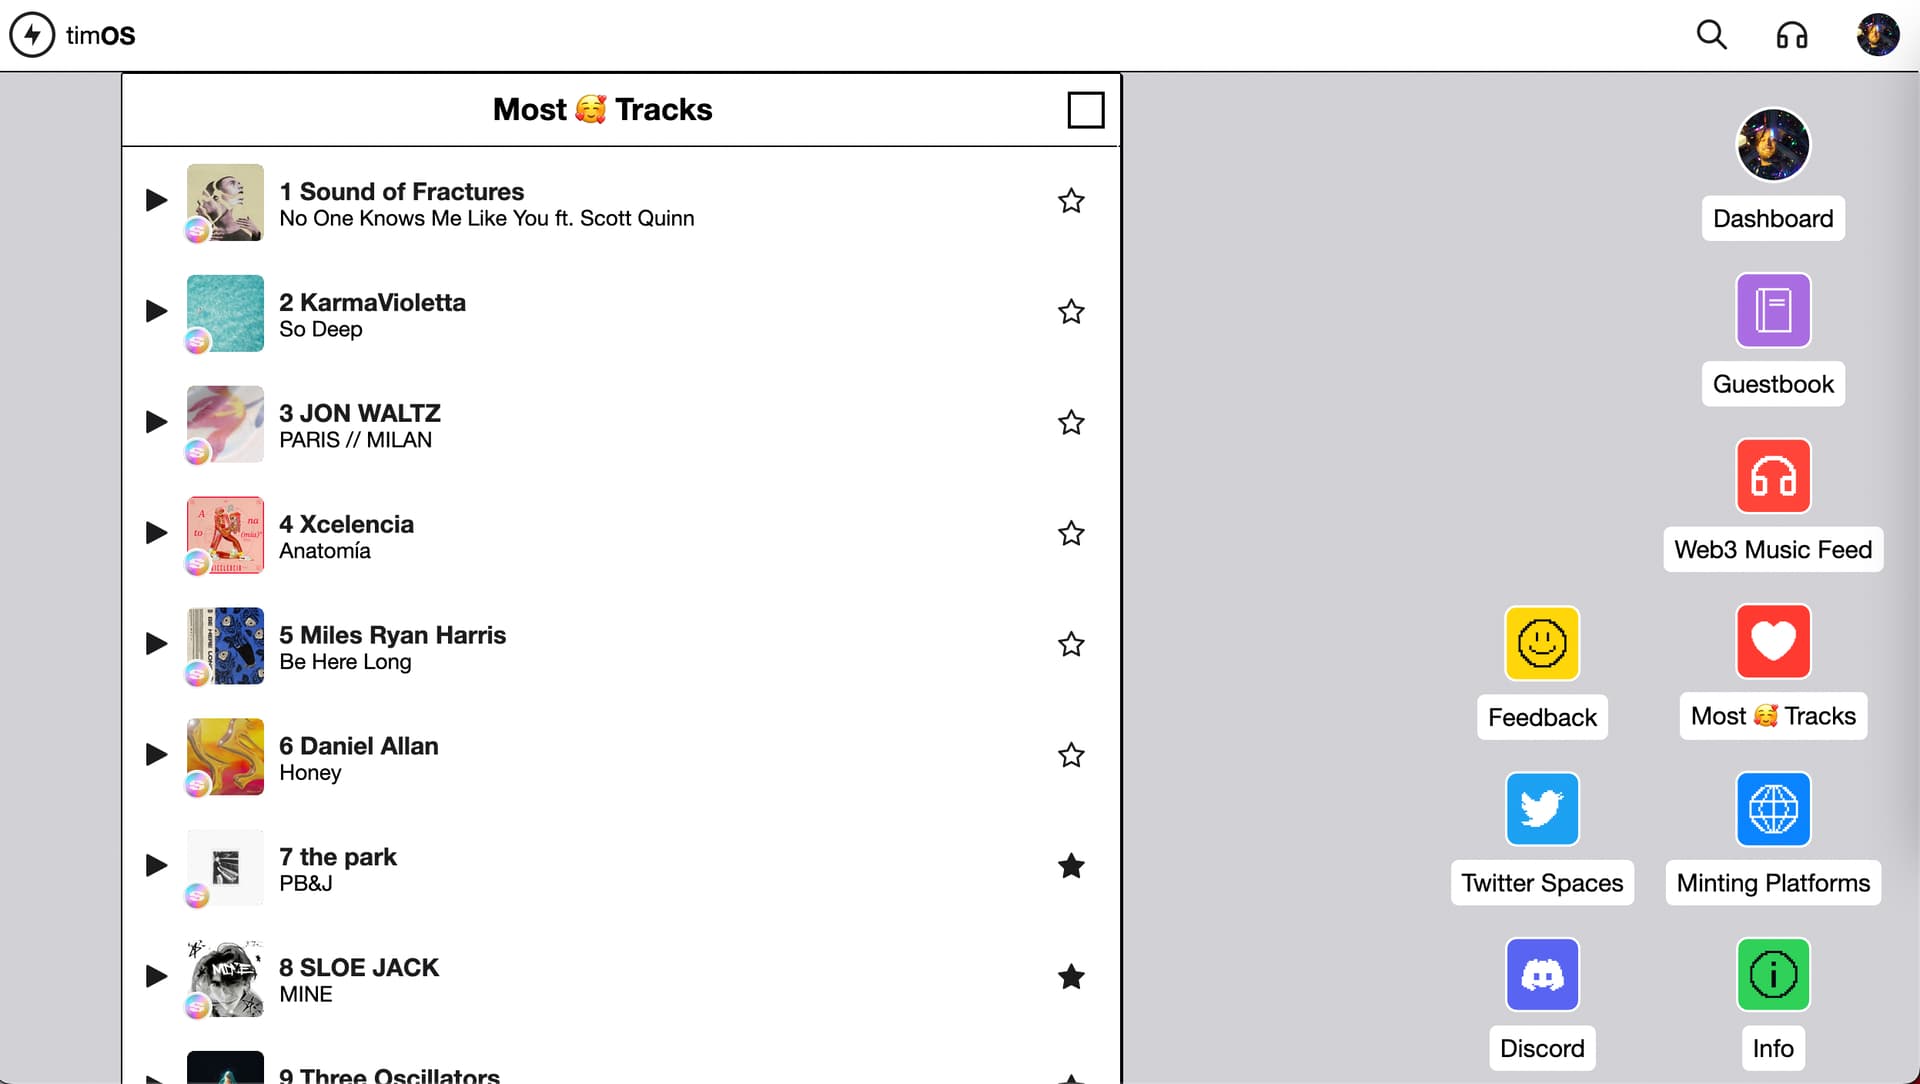 timOS
Most 🥰 Tracks
1 Sound of Fractures
No One Knows Me Like You ft. Scott Quinn
2 KarmaVioletta
So Deep
3 JON WALTZ
PARIS // MILAN
4 Xcelencia
Anatomía
5 Miles Ryan Harris
Be Here Long
6 Daniel Allan
Honey
7 the park
PB&J
8 SLOE JACK
MINE
9 Three Oscillators
Dashboard
Guestbook
Web3 Music Feed
Feedback
Most 🥰 Tracks
Twitter Spaces
Minting Platforms
Discord
Info